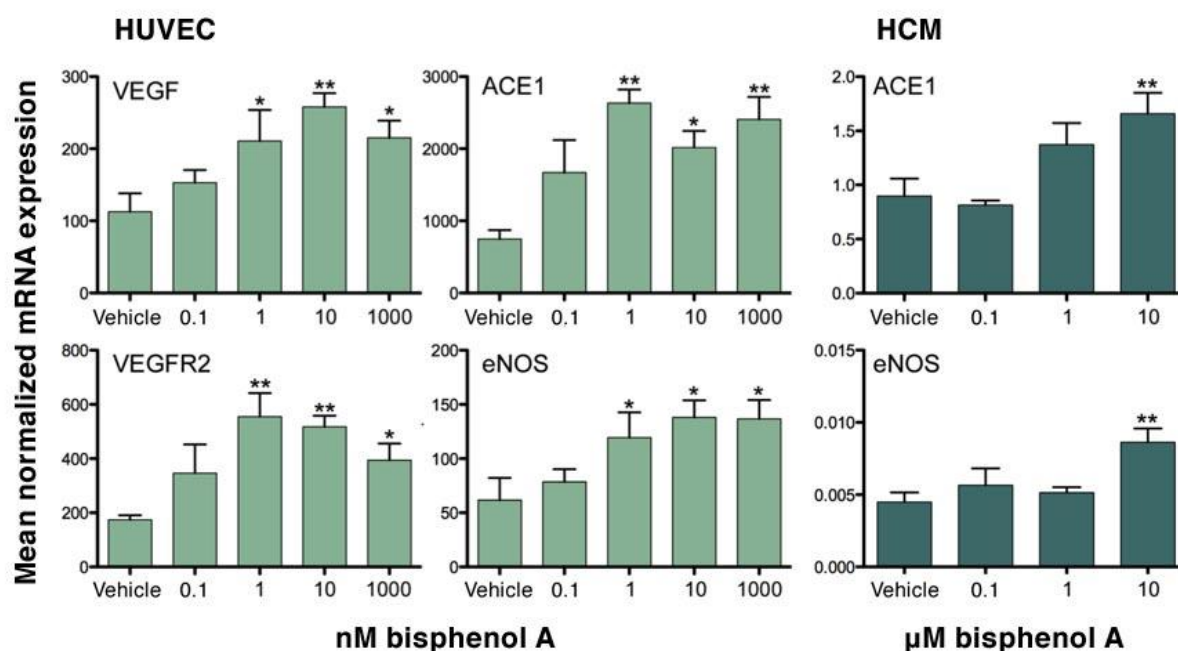 HUVEC
HCM
Mean normalized mRNA expression
VEGF
300
200
100
0
* ** *
Vehicle 0.1 1 10 1000
ACE1
3000
2000
1000
0
** * **
Vehicle 0.1 1 10 1000
ACE1
2.0
1.5
1.0
0.5
0.0
**
Vehicle 0.1 1 10
VEGFR2
800
600
400
200
0
** ** *
Vehicle 0.1 1 10 1000
eNOS
200
150
100
50
0
* * *
Vehicle 0.1 1 10 1000
eNOS
0.015
0.010
0.005
0.000
**
Vehicle 0.1 1 10
nM bisphenol A
µM bisphenol A